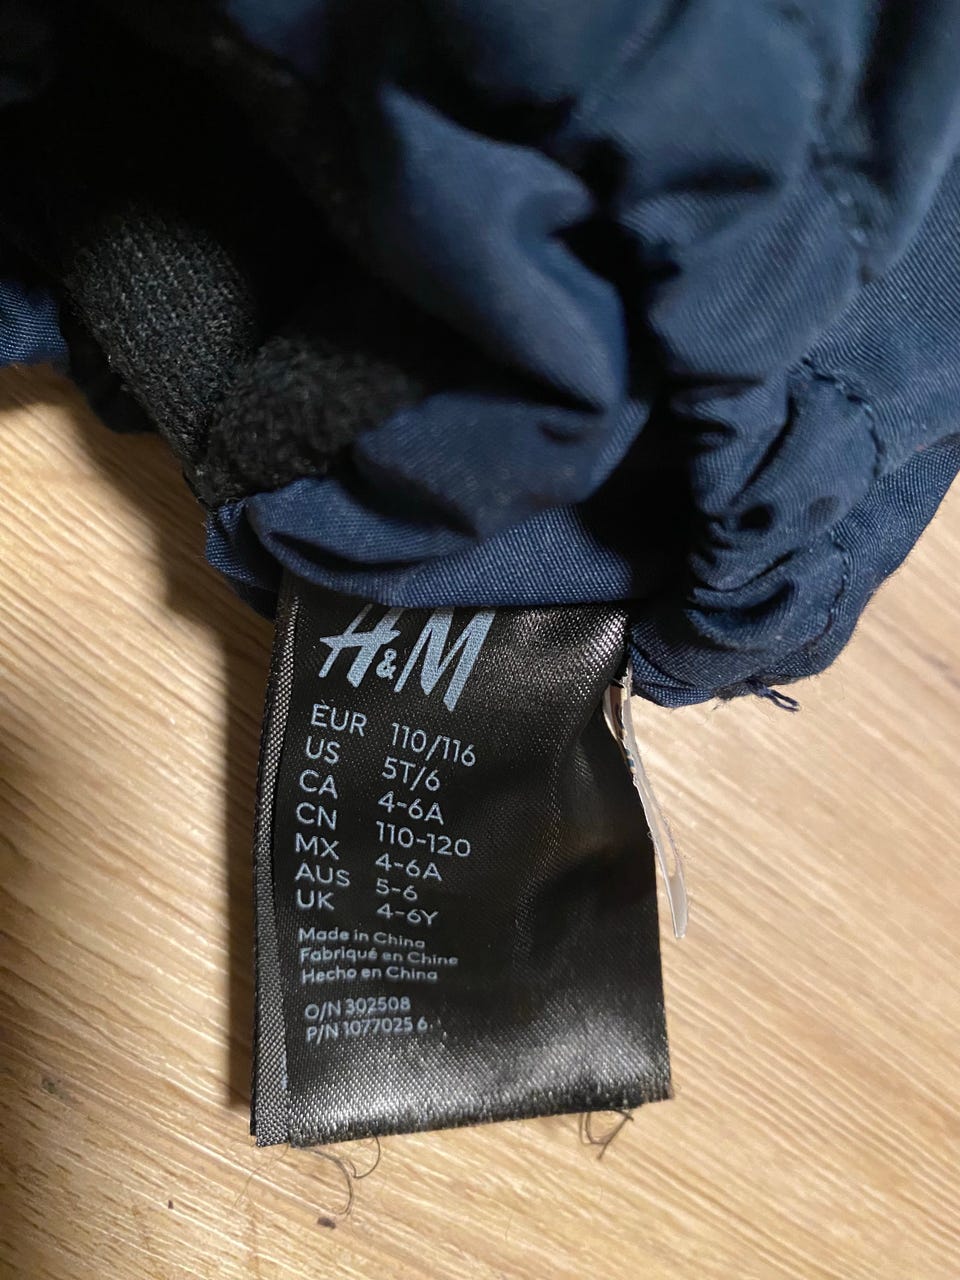 H&M
EUR 110/116
US 5T/6
CA 4-6A
CN 110-120
MX 4-6A
AUS 5-6
UK 4-6Y
Made in China
Fabriqué en Chine
Hecho en China
O/N 302508
P/N 1077025 6